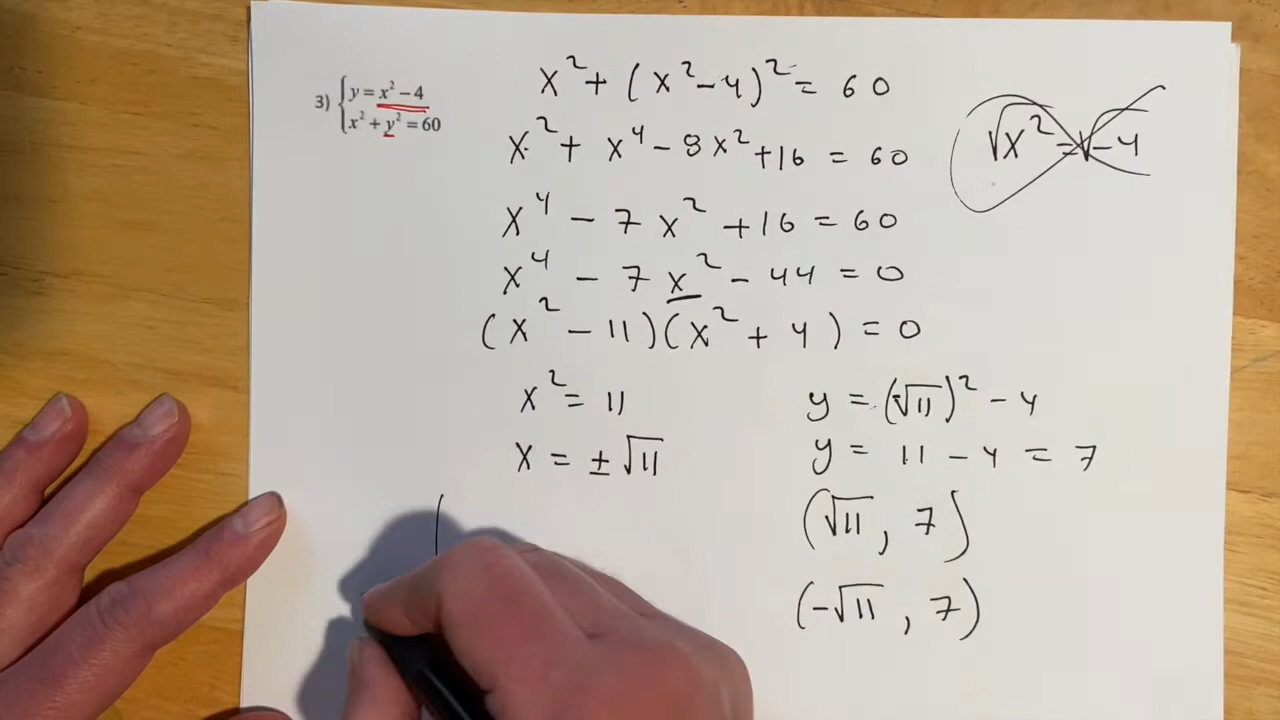 3) { y = x² − 4
x² + y² = 60
x² + (x² − 4)² = 60
x² + x⁴ − 8x² + 16 = 60
x⁴ − 7x² + 16 = 60
x⁴ − 7x² − 44 = 0
(x² − 11)(x² + 4) = 0
x² = 11
x = ± √11
√x² = √−4
y = (√11)² − 4
y = 11 − 4 = 7
(√11, 7)
(−√11, 7)
(